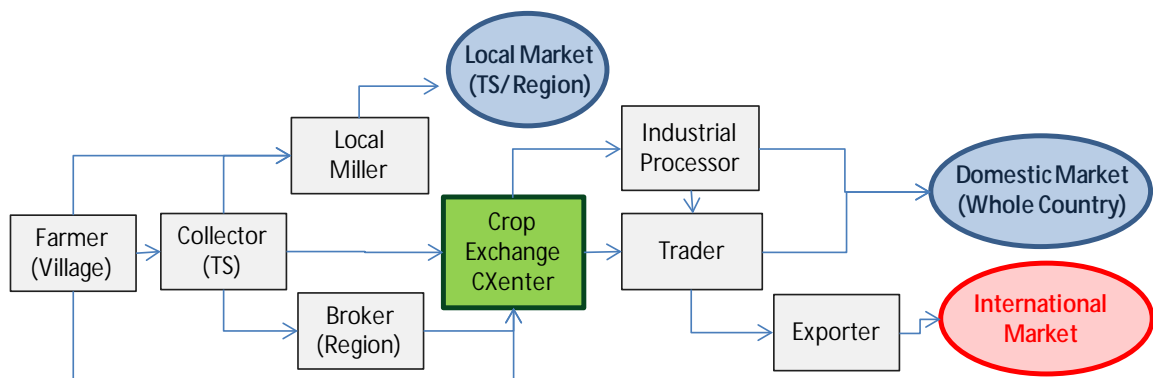 Local Market
(TS/Region)
Local
Miller
Industrial
Processor
Domestic Market
(Whole Country)
Farmer
(Village)
Collector
(TS)
Crop
Exchange
CXenter
Trader
Broker
(Region)
Exporter
International
Market